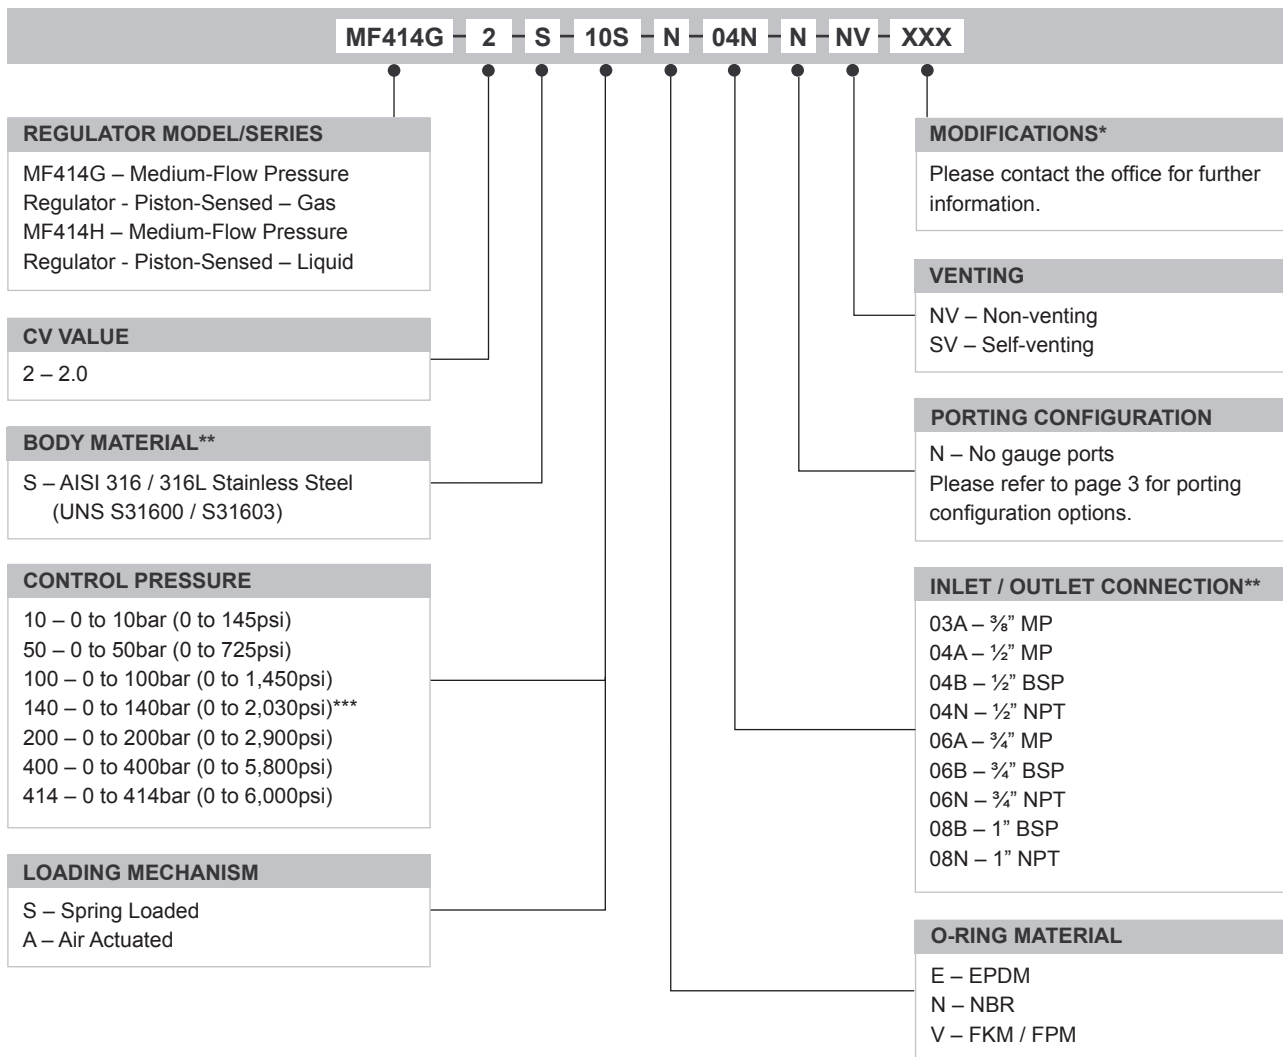 MF414G 2 S 10S N 04N N NV XXX
REGULATOR MODEL/SERIES
MF414G – Medium-Flow Pressure
Regulator - Piston-Sensed – Gas
MF414H – Medium-Flow Pressure
Regulator - Piston-Sensed – Liquid
CV VALUE
2 – 2.0
BODY MATERIAL**
S – AISI 316 / 316L Stainless Steel
(UNS S31600 / S31603)
CONTROL PRESSURE
10 – 0 to 10bar (0 to 145psi)
50 – 0 to 50bar (0 to 725psi)
100 – 0 to 100bar (0 to 1,450psi)
140 – 0 to 140bar (0 to 2,030psi)***
200 – 0 to 200bar (0 to 2,900psi)
400 – 0 to 400bar (0 to 5,800psi)
414 – 0 to 414bar (0 to 6,000psi)
LOADING MECHANISM
S – Spring Loaded
A – Air Actuated
MODIFICATIONS*
Please contact the office for further
information.
VENTING
NV – Non-venting
SV – Self-venting
PORTING CONFIGURATION
N – No gauge ports
Please refer to page 3 for porting
configuration options.
INLET / OUTLET CONNECTION**
03A – ⅜” MP
04A – ½” MP
04B – ½” BSP
04N – ½” NPT
06A – ¾” MP
06B – ¾” BSP
06N – ¾” NPT
08B – 1” BSP
08N – 1” NPT
O-RING MATERIAL
E – EPDM
N – NBR
V – FKM / FPM